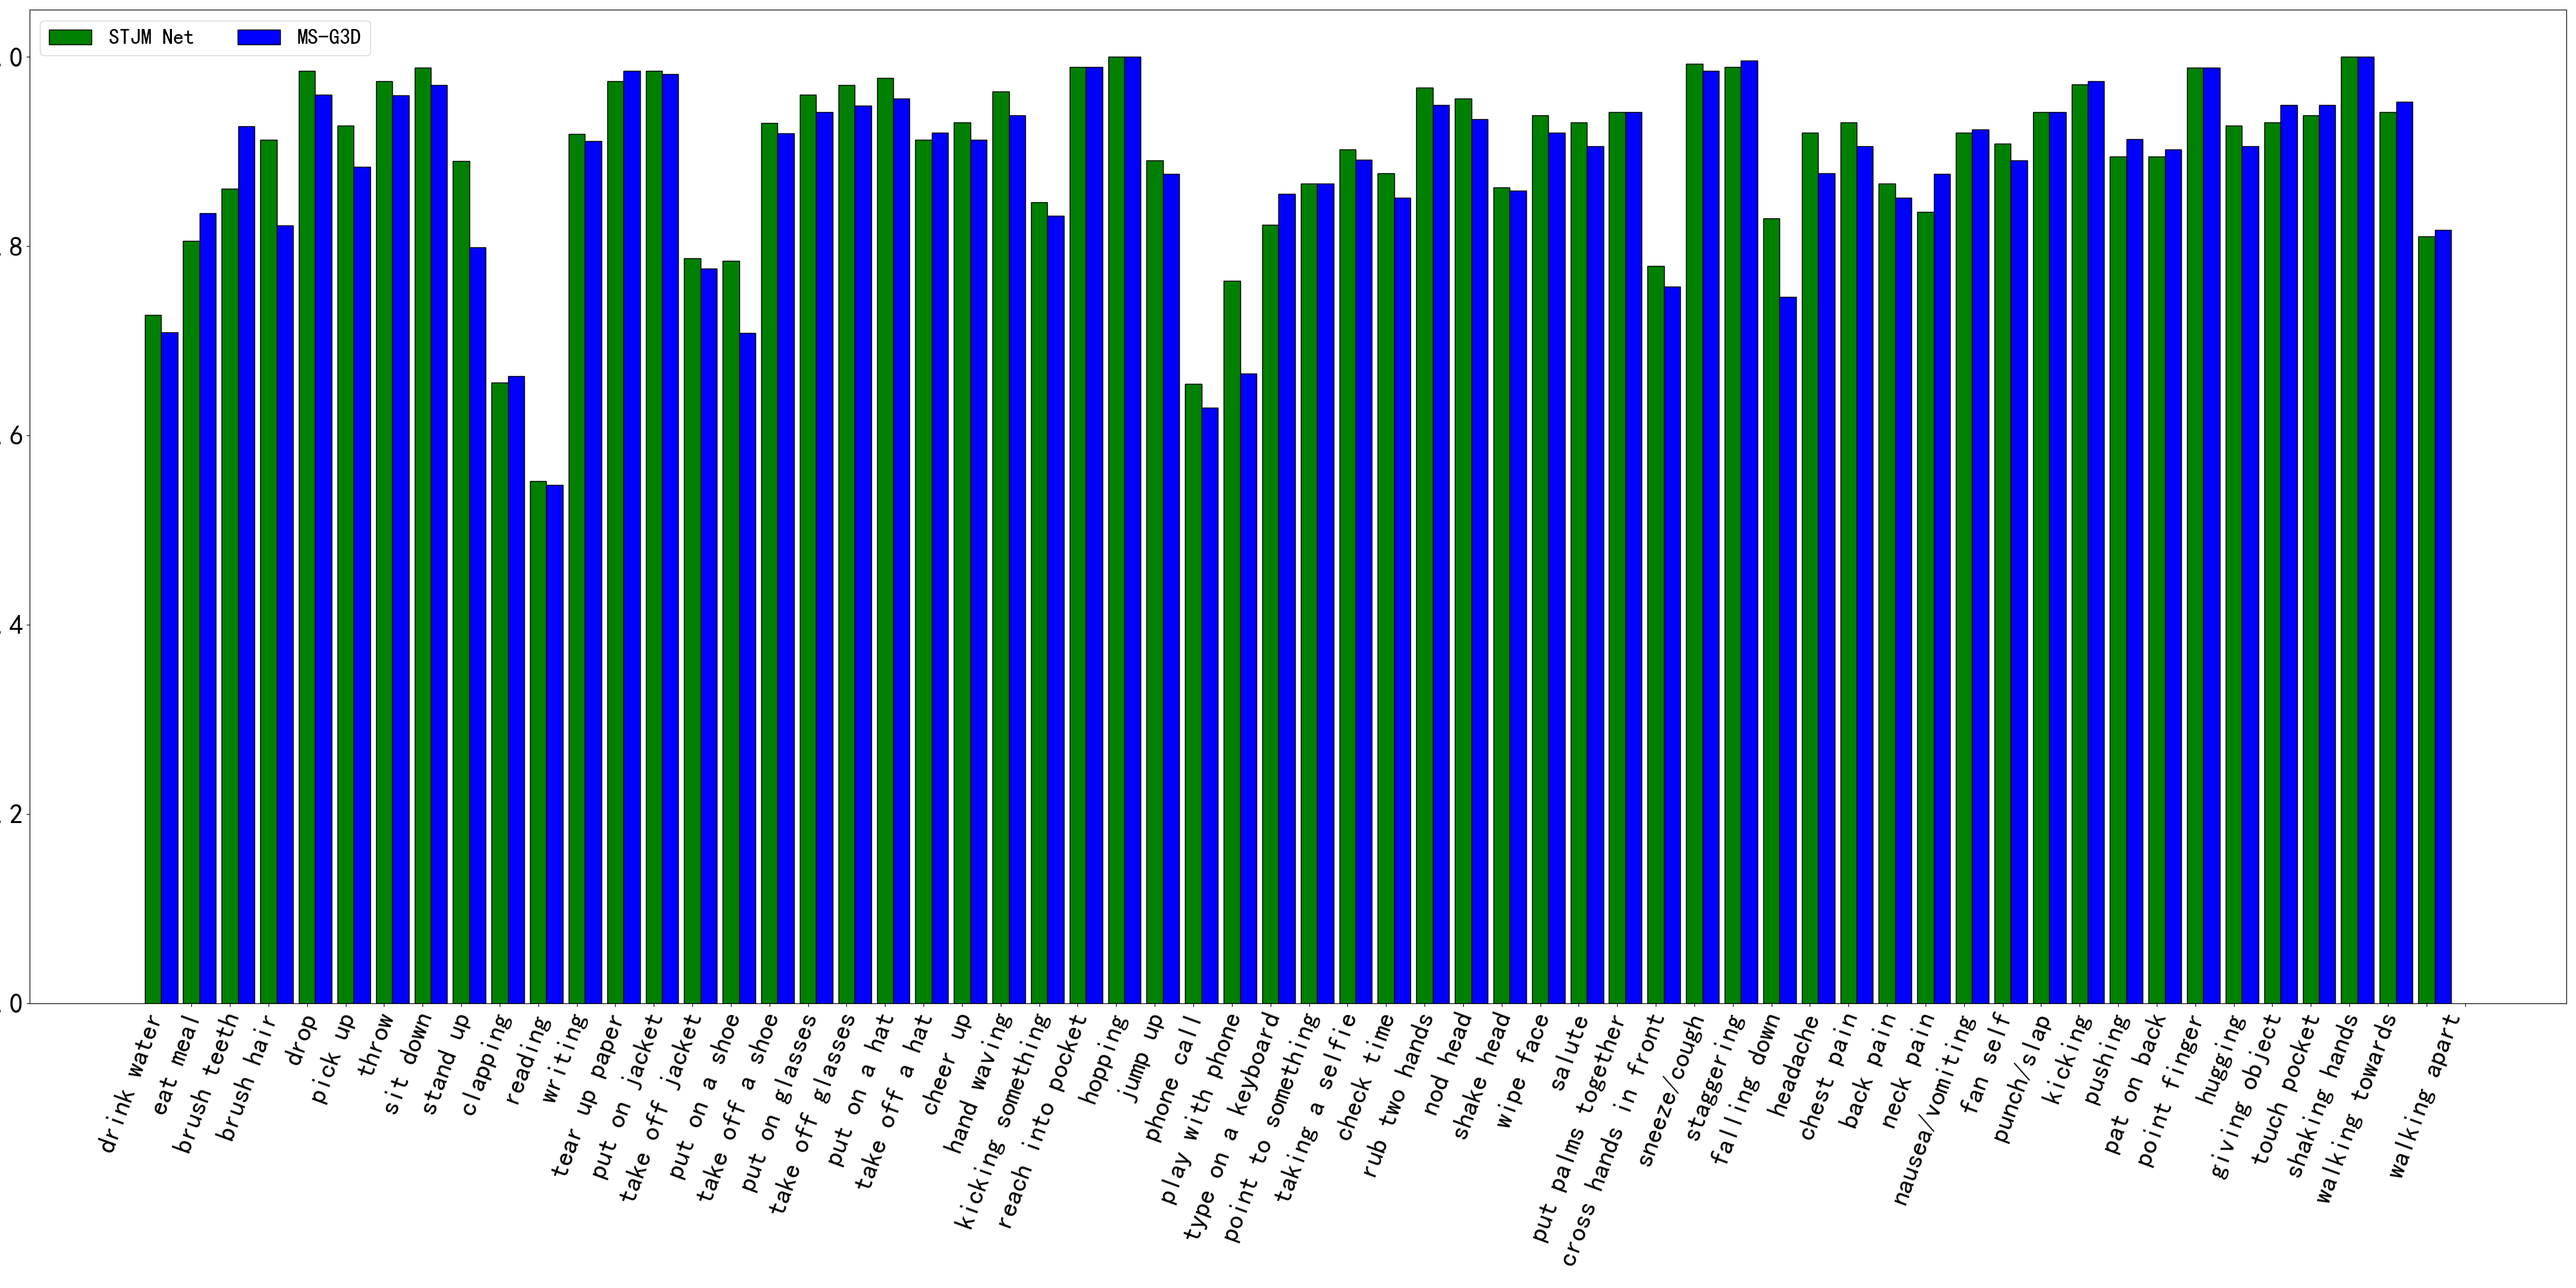 STJM Net
MS-G3D
.0
.8
.6
.4
.2
.0
drink water
eat meal
brush teeth
brush hair
drop
pick up
throw
sit down
stand up
clapping
reading
writing
tear up paper
put on jacket
take off jacket
put on a shoe
take off a shoe
put on glasses
take off glasses
put on a hat
take off a hat
cheer up
hand waving
kicking something
reach into pocket
hopping
jump up
phone call
play with phone
type on a keyboard
point to something
taking a selfie
check time
rub two hands
nod head
shake head
wipe face
salute
put palms together
cross hands in front
sneeze/cough
staggering
falling down
headache
chest pain
back pain
neck pain
nausea/vomiting
fan self
punch/slap
kicking
pushing
pat on back
point finger
hugging
giving object
touch pocket
shaking hands
walking towards
walking apart